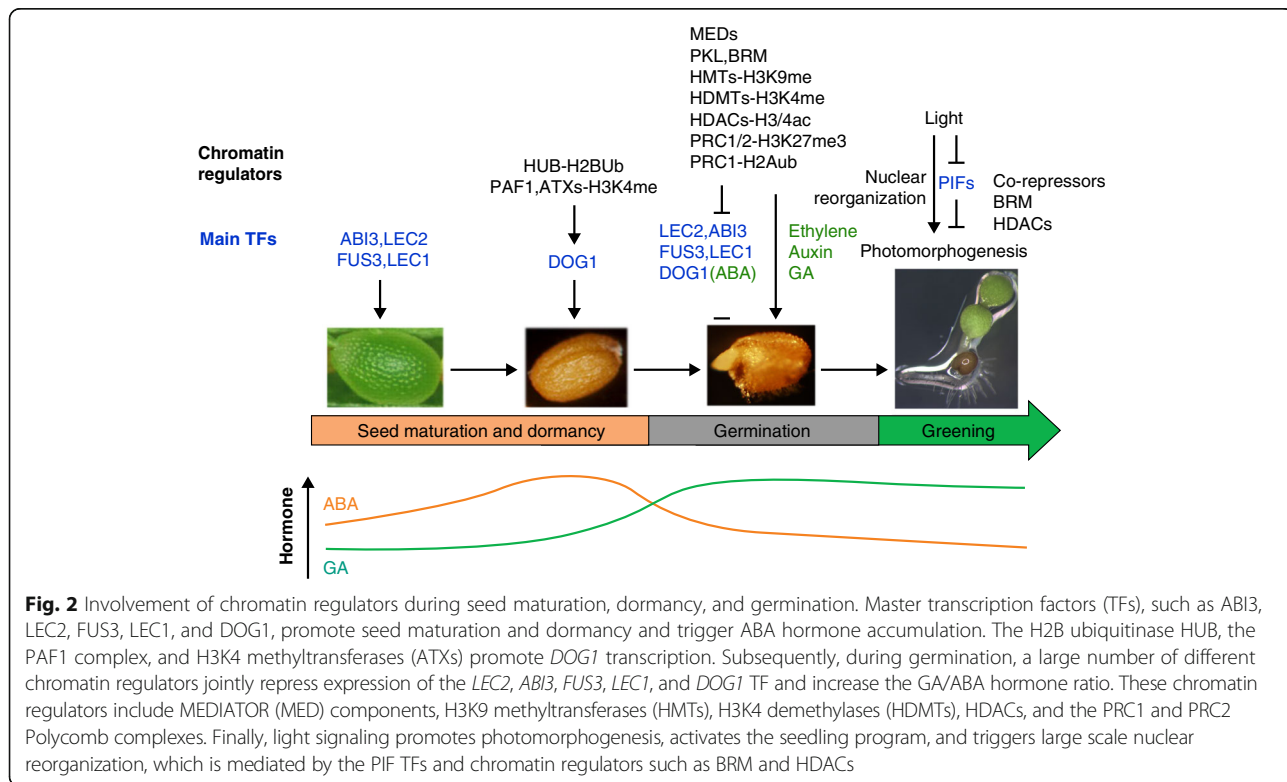 MEDs
PKL,BRM
HMTs-H3K9me
HDMTs-H3K4me
HDACs-H3/4ac
PRC1/2-H3K27me3
PRC1-H2Aub
Chromatin
regulators
HUB-H2BUb
PAF1,ATXs-H3K4me
Light
Nuclear
reorganization
PIFs
Co-repressors
BRM
HDACs
Main TFs
ABI3,LEC2
FUS3,LEC1
DOG1
LEC2,ABI3
FUS3,LEC1
DOG1(ABA)
Ethylene
Auxin
GA
Photomorphogenesis
Seed maturation and dormancy
Germination
Greening
Hormone
ABA
GA
Fig. 2 Involvement of chromatin regulators during seed maturation, dormancy, and germination. Master transcription factors (TFs), such as ABI3,
LEC2, FUS3, LEC1, and DOG1, promote seed maturation and dormancy and trigger ABA hormone accumulation. The H2B ubiquitinase HUB, the
PAF1 complex, and H3K4 methyltransferases (ATXs) promote DOG1 transcription. Subsequently, during germination, a large number of different
chromatin regulators jointly repress expression of the LEC2, ABI3, FUS3, LEC1, and DOG1 TF and increase the GA/ABA hormone ratio. These chromatin
regulators include MEDIATOR (MED) components, H3K9 methyltransferases (HMTs), H3K4 demethylases (HDMTs), HDACs, and the PRC1 and PRC2
Polycomb complexes. Finally, light signaling promotes photomorphogenesis, activates the seedling program, and triggers large scale nuclear
reorganization, which is mediated by the PIF TFs and chromatin regulators such as BRM and HDACs